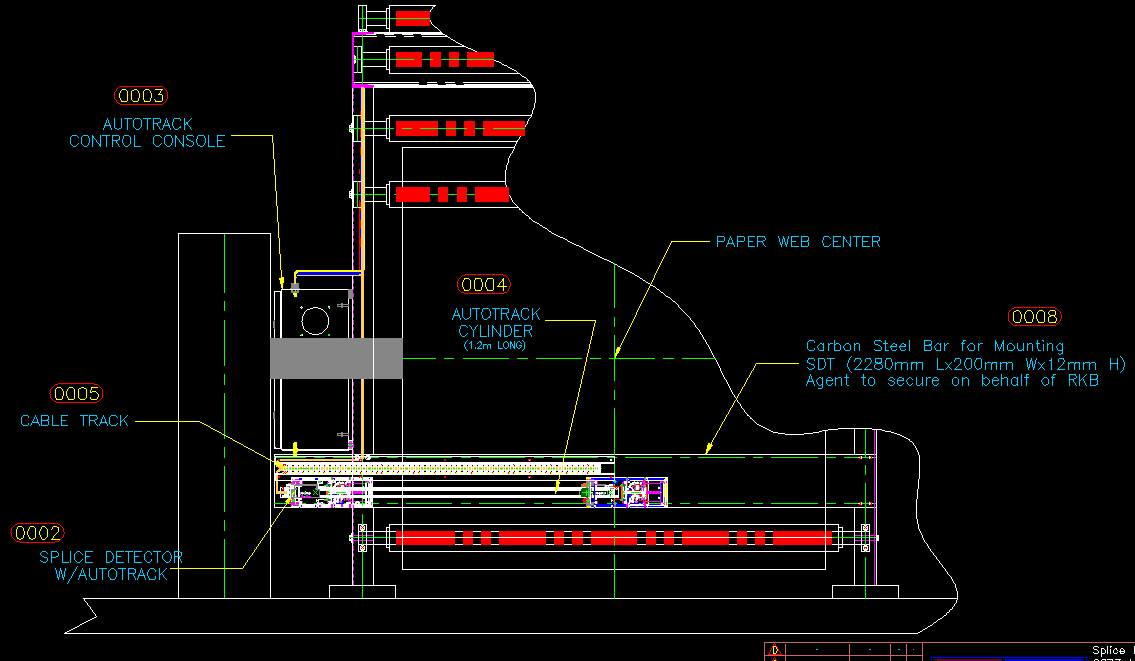 0003
AUTOTRACK
CONTROL CONSOLE
PAPER WEB CENTER
0004
AUTOTRACK
CYLINDER
(1.2m LONG)
0008
Carbon Steel Bar for Mounting
SDT (2280mm Lx200mm Wx12mm H)
Agent to secure on behalf of RKB
0005
CABLE TRACK
0002
SPLICE DETECTOR
W/AUTOTRACK
D - - - -
Splice